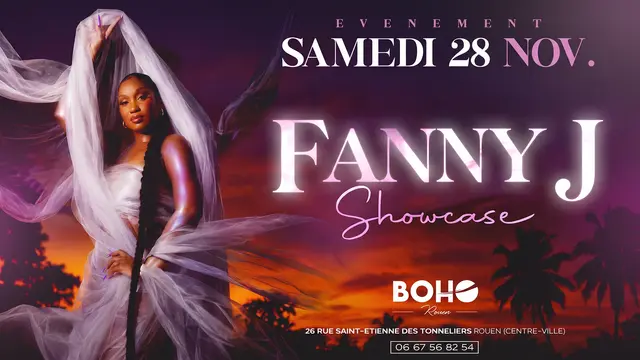 EVENEMENT
SAMEDI 28 NOV.
FANNY J
Showcase
BOHO
Rouen
26 RUE SAINT-ETIENNE DES TONNELIERS ROUEN (CENTRE-VILLE)
06 67 56 82 54